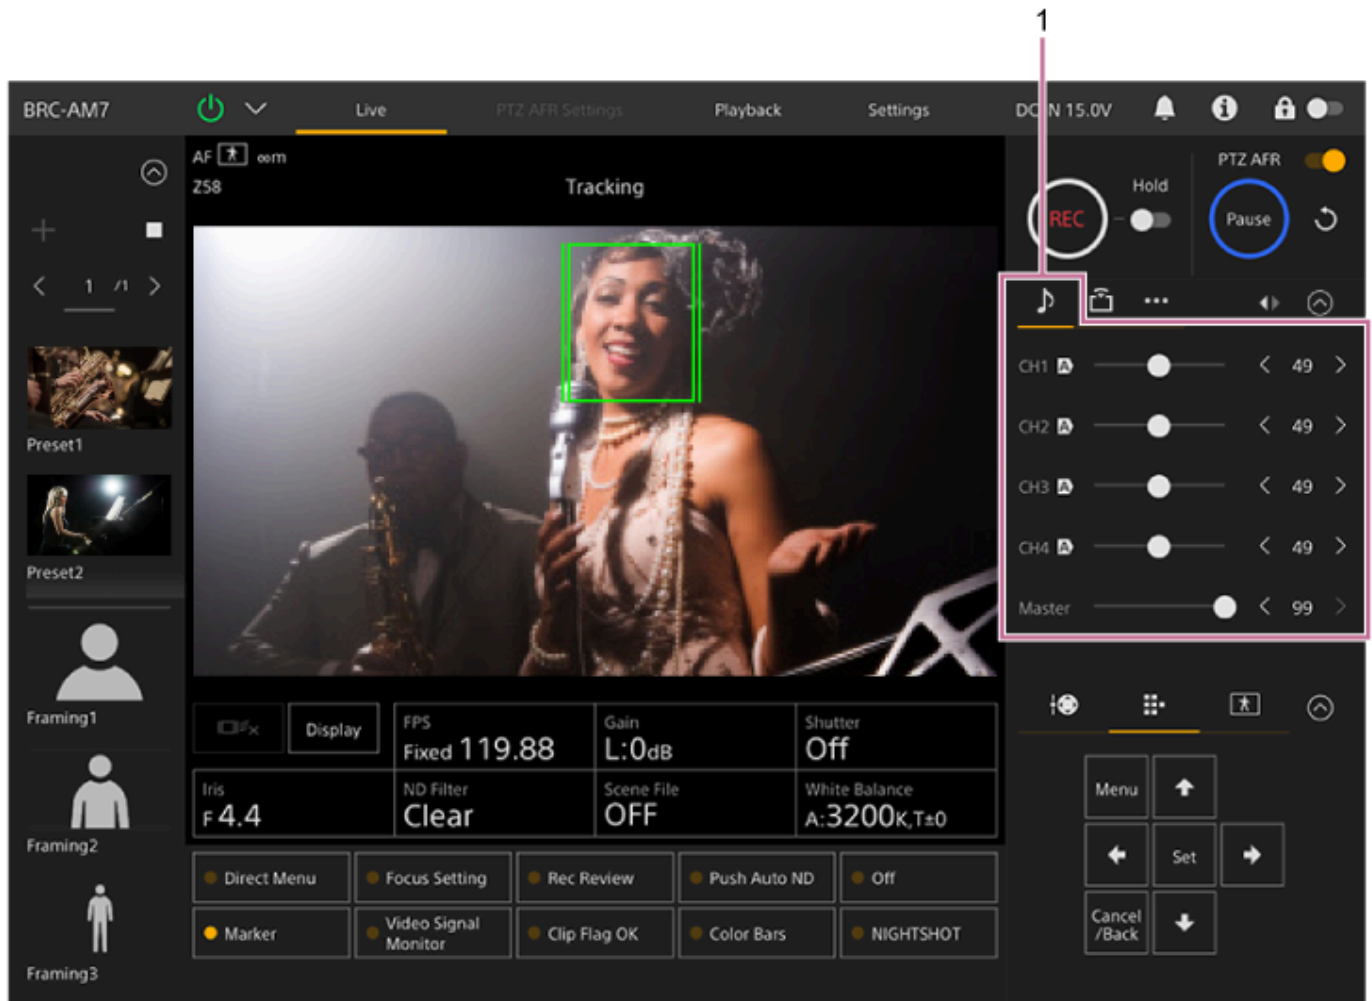 1
BRC-AM7
Live
PTZ AFR Settings
Playback
Settings
DC IN 15.0V
AF ∞m
Z58
Tracking
REC
Hold
PTZ AFR
Pause
1 /1
Preset1
Preset2
Framing1
Framing2
Framing3
CH1 A 49
CH2 A 49
CH3 A 49
CH4 A 49
Master 99
Display
FPS
Fixed 119.88
Gain
L:0dB
Shutter
Off
Iris
F 4.4
ND Filter
Clear
Scene File
OFF
White Balance
A:3200K,T±0
Direct Menu
Focus Setting
Rec Review
Push Auto ND
Off
Marker
Video Signal
Monitor
Clip Flag OK
Color Bars
NIGHTSHOT
Menu
Set
Cancel
/Back